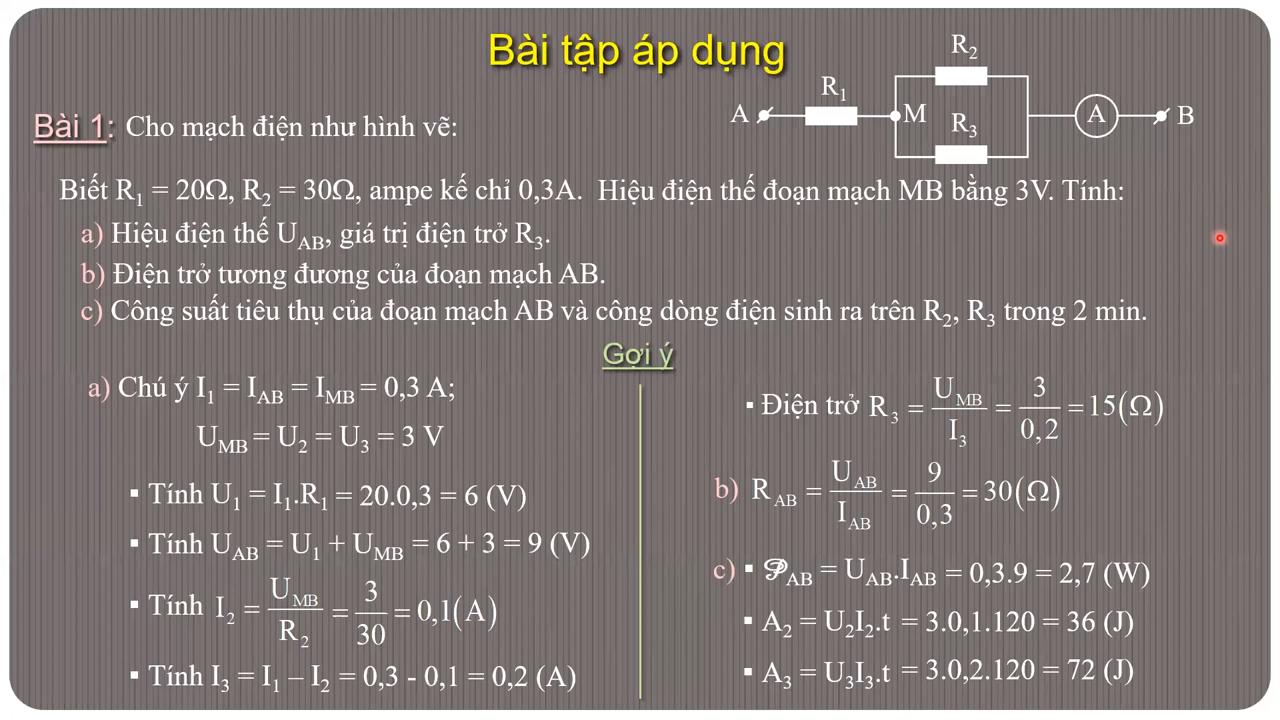 Bài tập áp dụng
R₂
R₁
A
M
A
B
R₃
Bài 1: Cho mạch điện như hình vẽ:
Biết R₁ = 20Ω, R₂ = 30Ω, ampe kế chỉ 0,3A. Hiệu điện thế đoạn mạch MB bằng 3V. Tính:
a) Hiệu điện thế U_AB, giá trị điện trở R₃.
b) Điện trở tương đương của đoạn mạch AB.
c) Công suất tiêu thụ của đoạn mạch AB và công dòng điện sinh ra trên R₂, R₃ trong 2 min.
Gợi ý
a) Chú ý I₁ = I_AB = I_MB = 0,3 A;
U_MB = U₂ = U₃ = 3 V
▪ Tính U₁ = I₁.R₁ = 20.0,3 = 6 (V)
▪ Tính U_AB = U₁ + U_MB = 6 + 3 = 9 (V)
▪ Tính I₂ = U_MB/R₂ = 3/30 = 0,1(A)
▪ Tính I₃ = I₁ – I₂ = 0,3 - 0,1 = 0,2 (A)
▪ Điện trở R₃ = U_MB/I₃ = 3/0,2 = 15(Ω)
b) R_AB = U_AB/I_AB = 9/0,3 = 30(Ω)
c) ▪ 𝒫_AB = U_AB.I_AB = 0,3.9 = 2,7 (W)
▪ A₂ = U₂I₂.t = 3.0,1.120 = 36 (J)
▪ A₃ = U₃I₃.t = 3.0,2.120 = 72 (J)